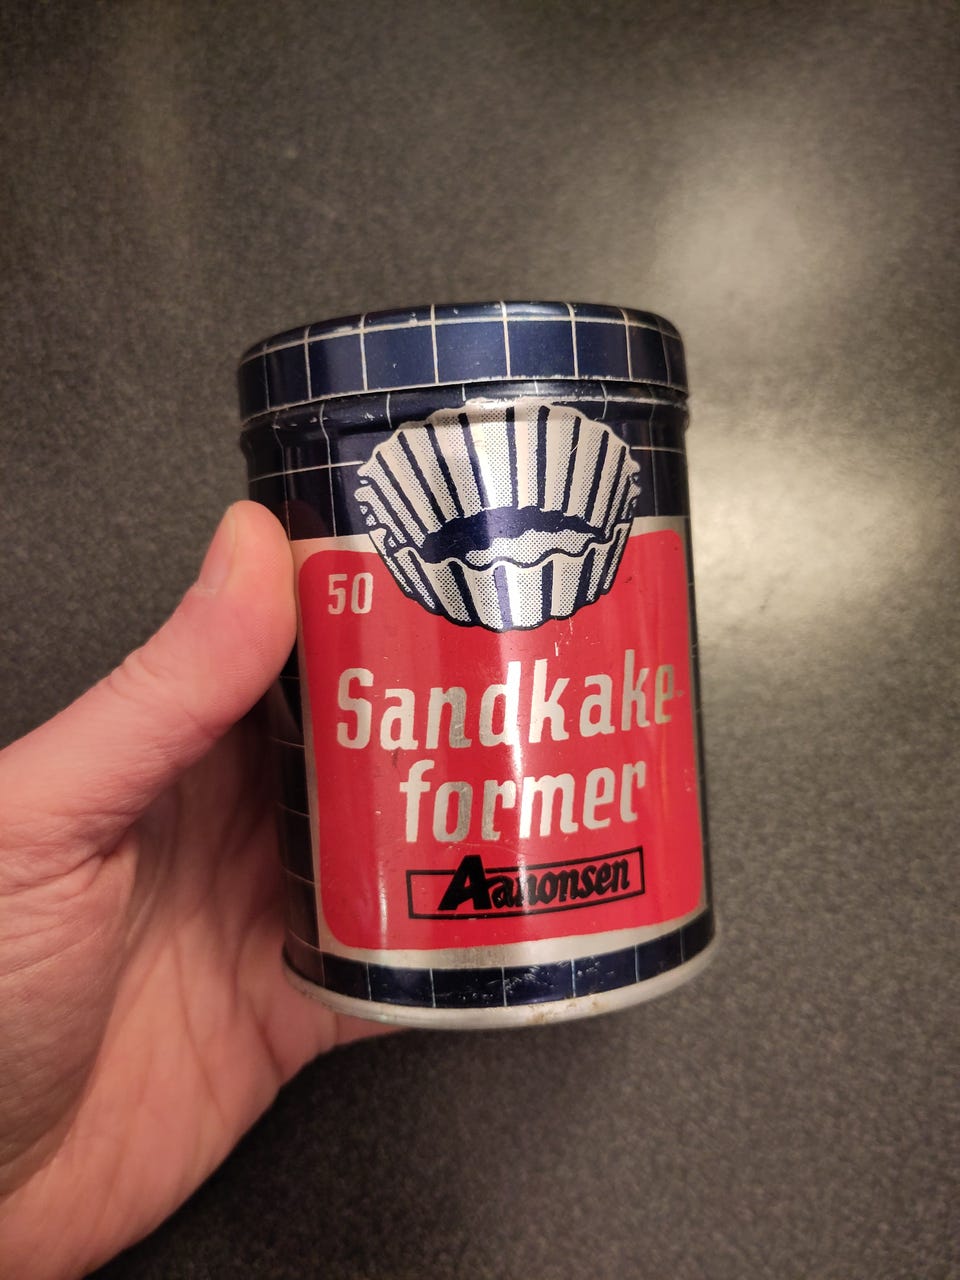 50
Sandkake-
former
Aanonsen